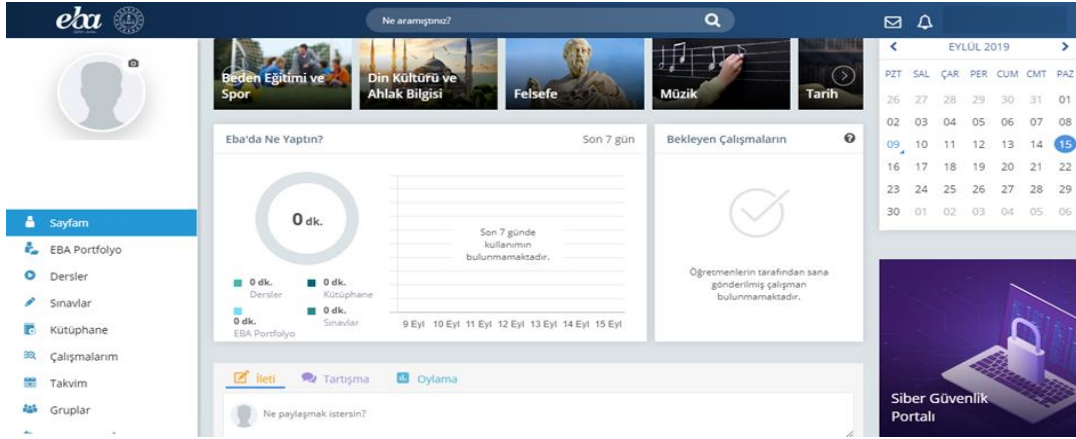 eba
Ne aramıştınız?
Beden Eğitimi ve
Spor
Din Kültürü ve
Ahlak Bilgisi
Felsefe
Müzik
Tarih
EYLÜL 2019
PZT SAL ÇAR PER CUM CMT PAZ
26 27 28 29 30 31 01
02 03 04 05 06 07 08
09 10 11 12 13 14 15
16 17 18 19 20 21 22
23 24 25 26 27 28 29
30 01 02 03 04 05 06
Sayfam
EBA Portfolyo
Dersler
Sınavlar
Kütüphane
Çalışmalarım
Takvim
Gruplar
Eba'da Ne Yaptın?
Son 7 gün
0 dk.
0 dk.
Dersler
0 dk.
Kütüphane
0 dk.
EBA Portfolyo
0 dk.
Sınavlar
Son 7 günde
kullanımın
bulunmamaktadır.
9 Eyl 10 Eyl 11 Eyl 12 Eyl 13 Eyl 14 Eyl 15 Eyl
Bekleyen Çalışmaların
Öğretmenlerin tarafından sana
gönderilmiş çalışman
bulunmamaktadır.
İleti
Tartışma
Oylama
Ne paylaşmak istersin?
Siber Güvenlik
Portalı